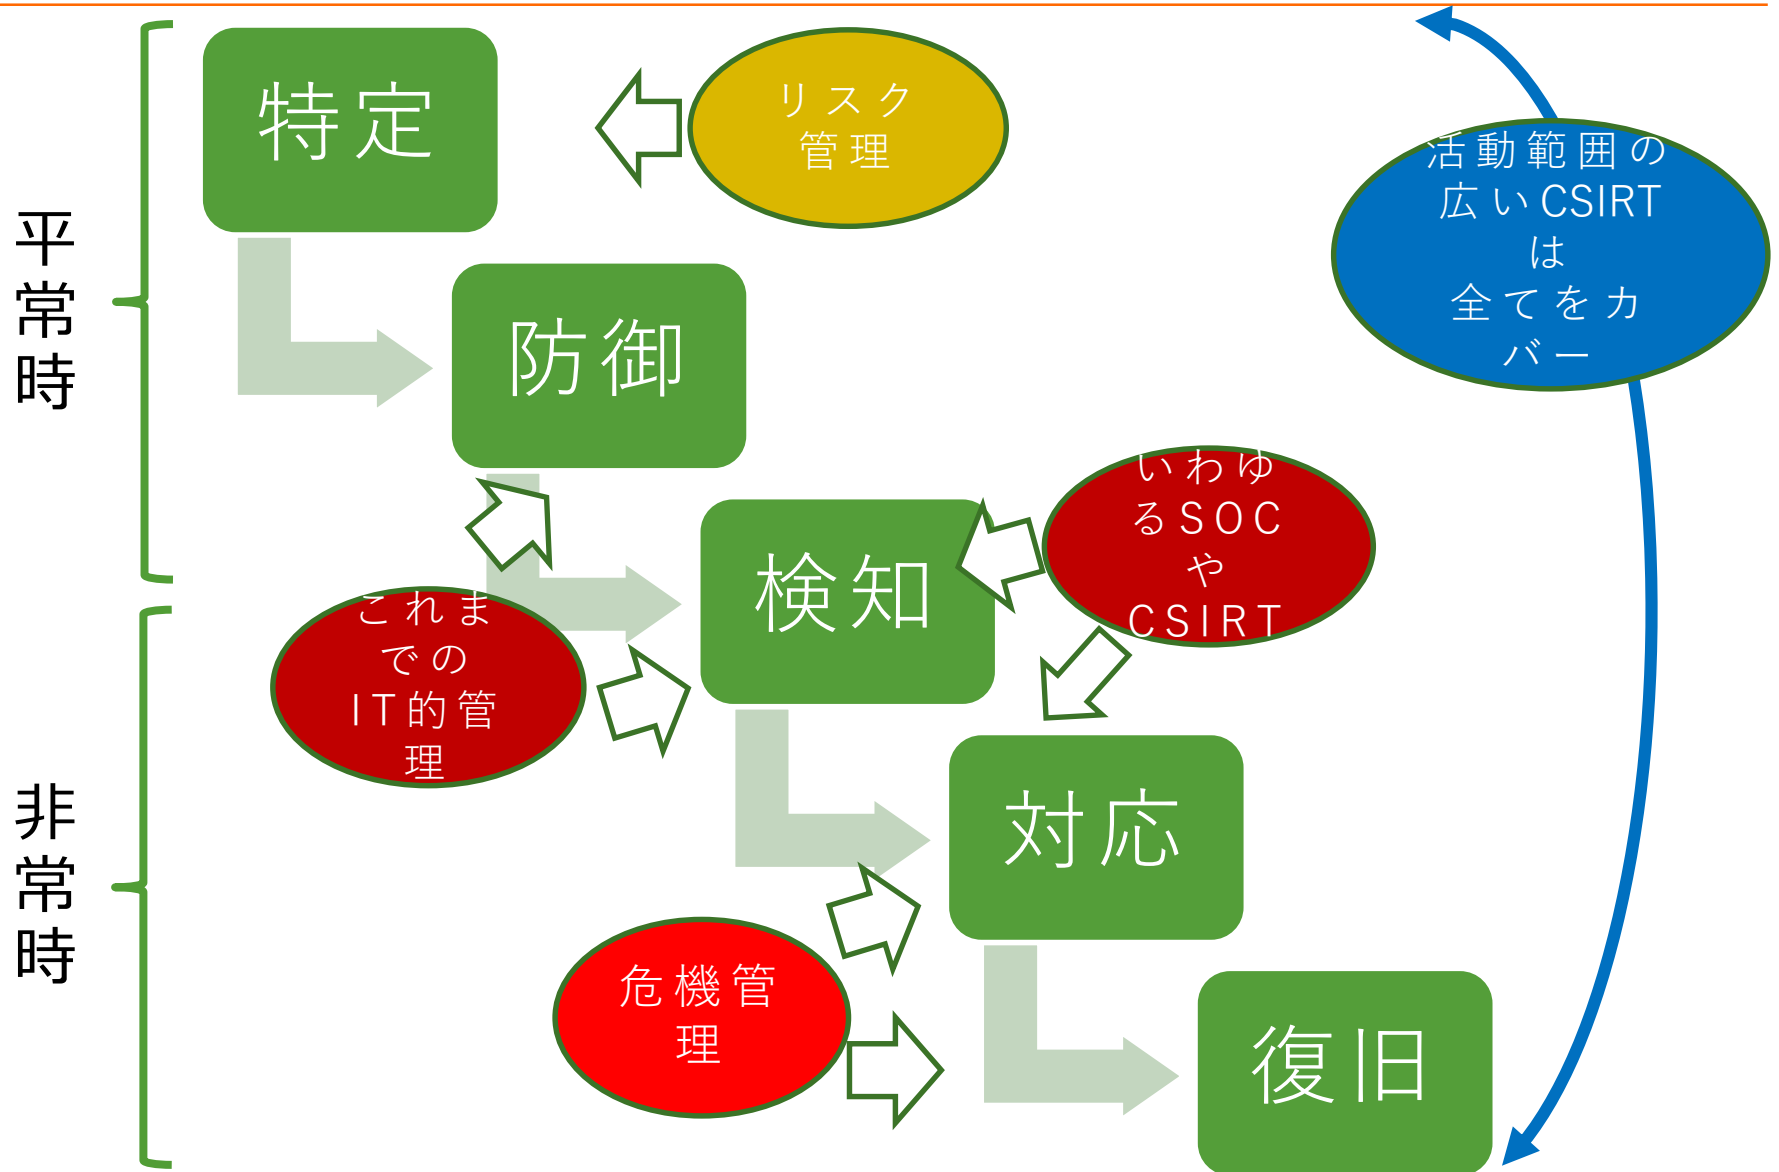 特定
リスク
管理
活動範囲の
広いCSIRT
は
全てをカ
バー
平常時
防御
いわゆ
るSOC
や
CSIRT
検知
これま
での
IT的管
理
対応
非常時
危機管
理
復旧